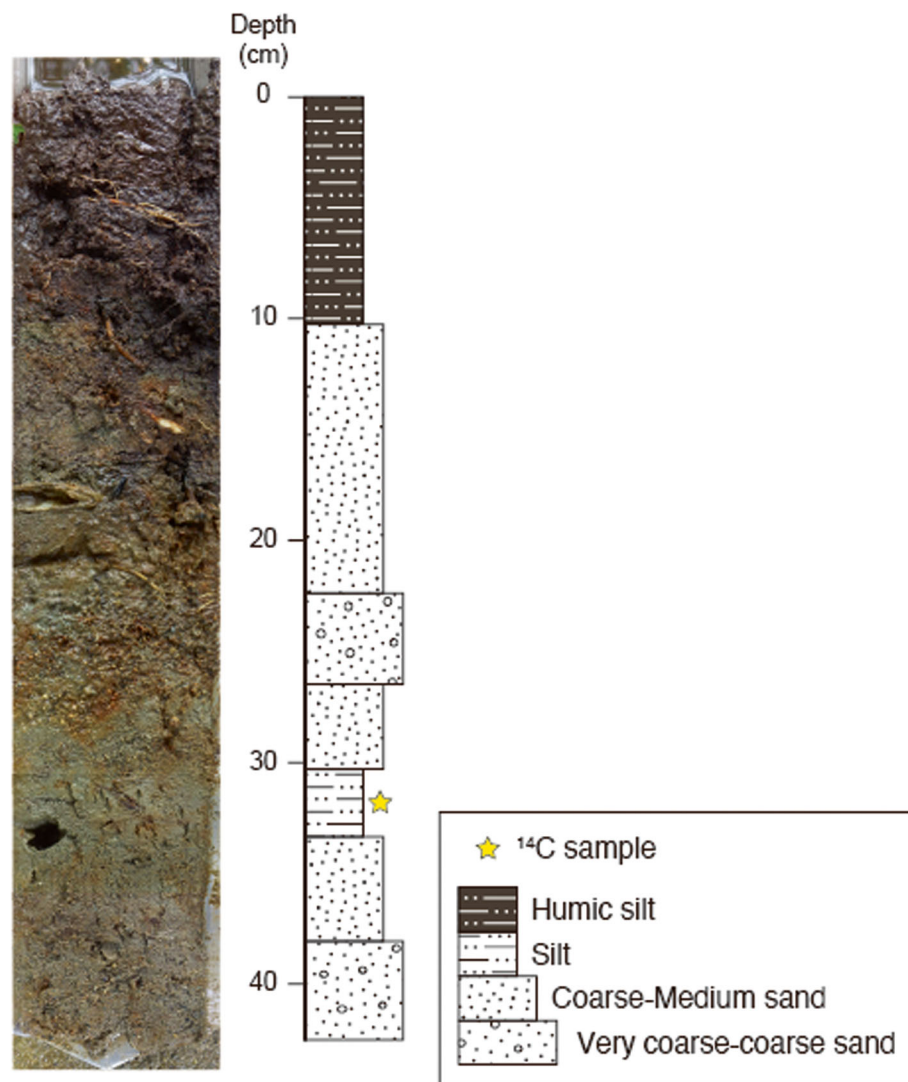 Depth
(cm)
0
10
20
30
40
¹⁴C sample
Humic silt
Silt
Coarse-Medium sand
Very coarse-coarse sand